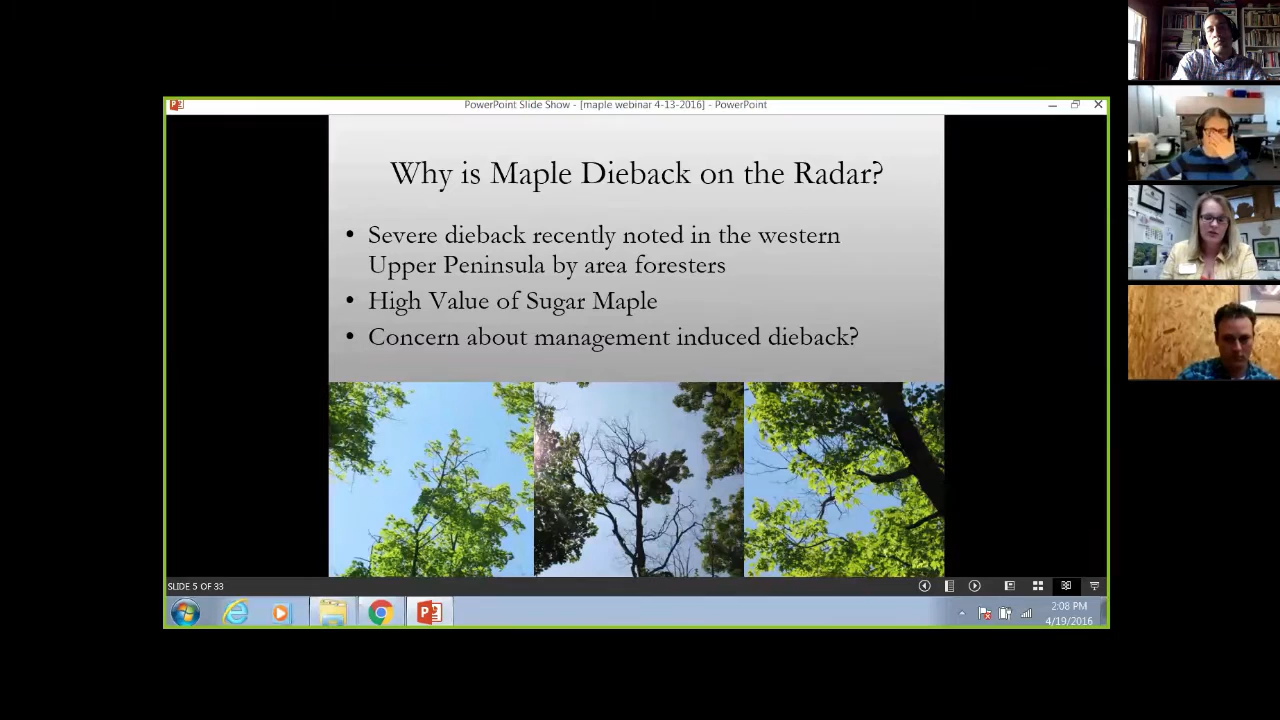 PowerPoint Slide Show - [maple webinar 4-13-2016] - PowerPoint
Why is Maple Dieback on the Radar?
• Severe dieback recently noted in the western
Upper Peninsula by area foresters
• High Value of Sugar Maple
• Concern about management induced dieback?
SLIDE 5 OF 33
2:08 PM
4/19/2016